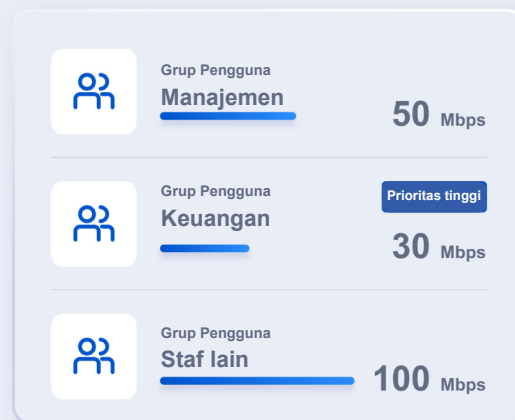 Grup Pengguna
Manajemen
50 Mbps
Grup Pengguna
Prioritas tinggi
Keuangan
30 Mbps
Grup Pengguna
Staf lain
100 Mbps